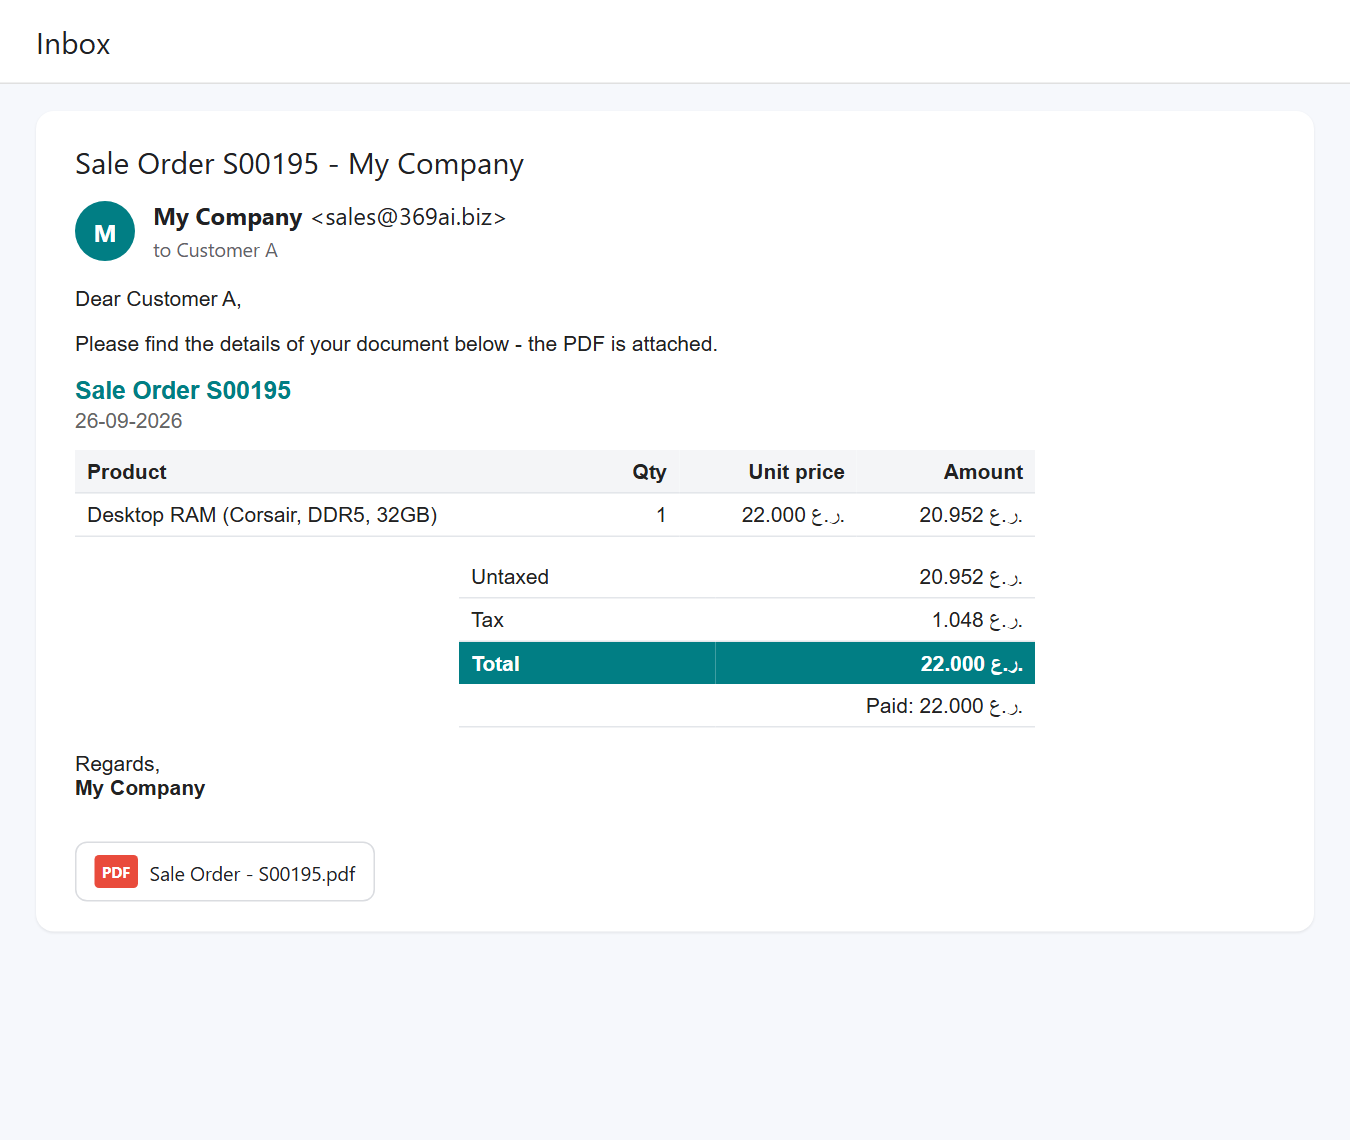 Inbox
Sale Order S00195 - My Company
M
My Company <sales@369ai.biz>
to Customer A
Dear Customer A,
Please find the details of your document below - the PDF is attached.
Sale Order S00195
26-09-2026
Product Qty Unit price Amount
Desktop RAM (Corsair, DDR5, 32GB) 1 22.000 ر.ع. 20.952 ر.ع.
Untaxed 20.952 ر.ع.
Tax 1.048 ر.ع.
Total 22.000 ر.ع.
Paid: 22.000 ر.ع.
Regards,
My Company
PDF Sale Order - S00195.pdf